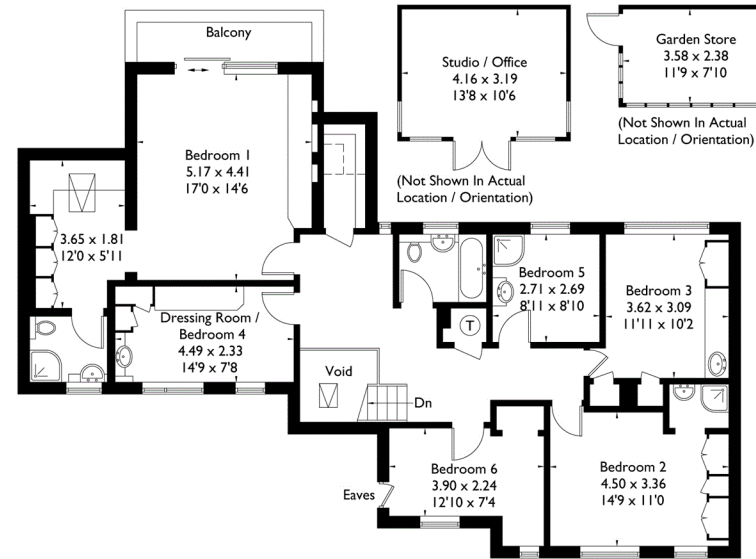 Balcony
Studio / Office
4.16 x 3.19
13'8 x 10'6
(Not Shown In Actual
Location / Orientation)
Garden Store
3.58 x 2.38
11'9 x 7'10
(Not Shown In Actual
Location / Orientation)
Bedroom 1
5.17 x 4.41
17'0 x 14'6
3.65 x 1.81
12'0 x 5'11
Dressing Room /
Bedroom 4
4.49 x 2.33
14'9 x 7'8
Bedroom 5
2.71 x 2.69
8'11 x 8'10
Bedroom 3
3.62 x 3.09
11'11 x 10'2
T
Void
Dn
Bedroom 6
3.90 x 2.24
12'10 x 7'4
Eaves
Bedroom 2
4.50 x 3.36
14'9 x 11'0